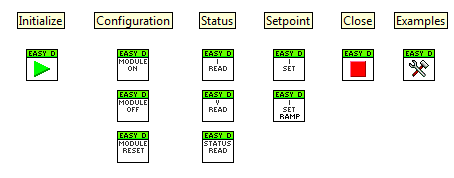 Initialize Configuration Status Setpoint Close Examples
EASY D EASY D EASY D EASY D EASY D EASY D
MODULE ON
I READ
I SET
EASY D EASY D EASY D
MODULE OFF
V READ
I SET RAMP
EASY D EASY D
MODULE RESET
STATUS READ